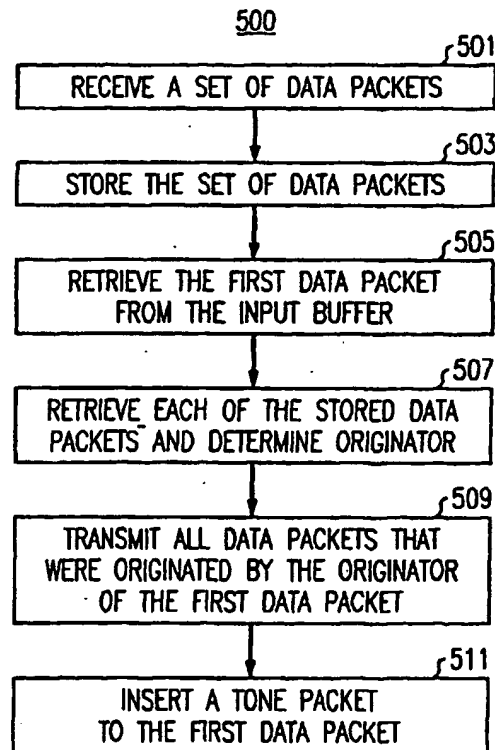 500
501
RECEIVE A SET OF DATA PACKETS
503
STORE THE SET OF DATA PACKETS
505
RETRIEVE THE FIRST DATA PACKET
FROM THE INPUT BUFFER
507
RETRIEVE EACH OF THE STORED DATA
PACKETS AND DETERMINE ORIGINATOR
509
TRANSMIT ALL DATA PACKETS THAT
WERE ORIGINATED BY THE ORIGINATOR
OF THE FIRST DATA PACKET
511
INSERT A TONE PACKET
TO THE FIRST DATA PACKET